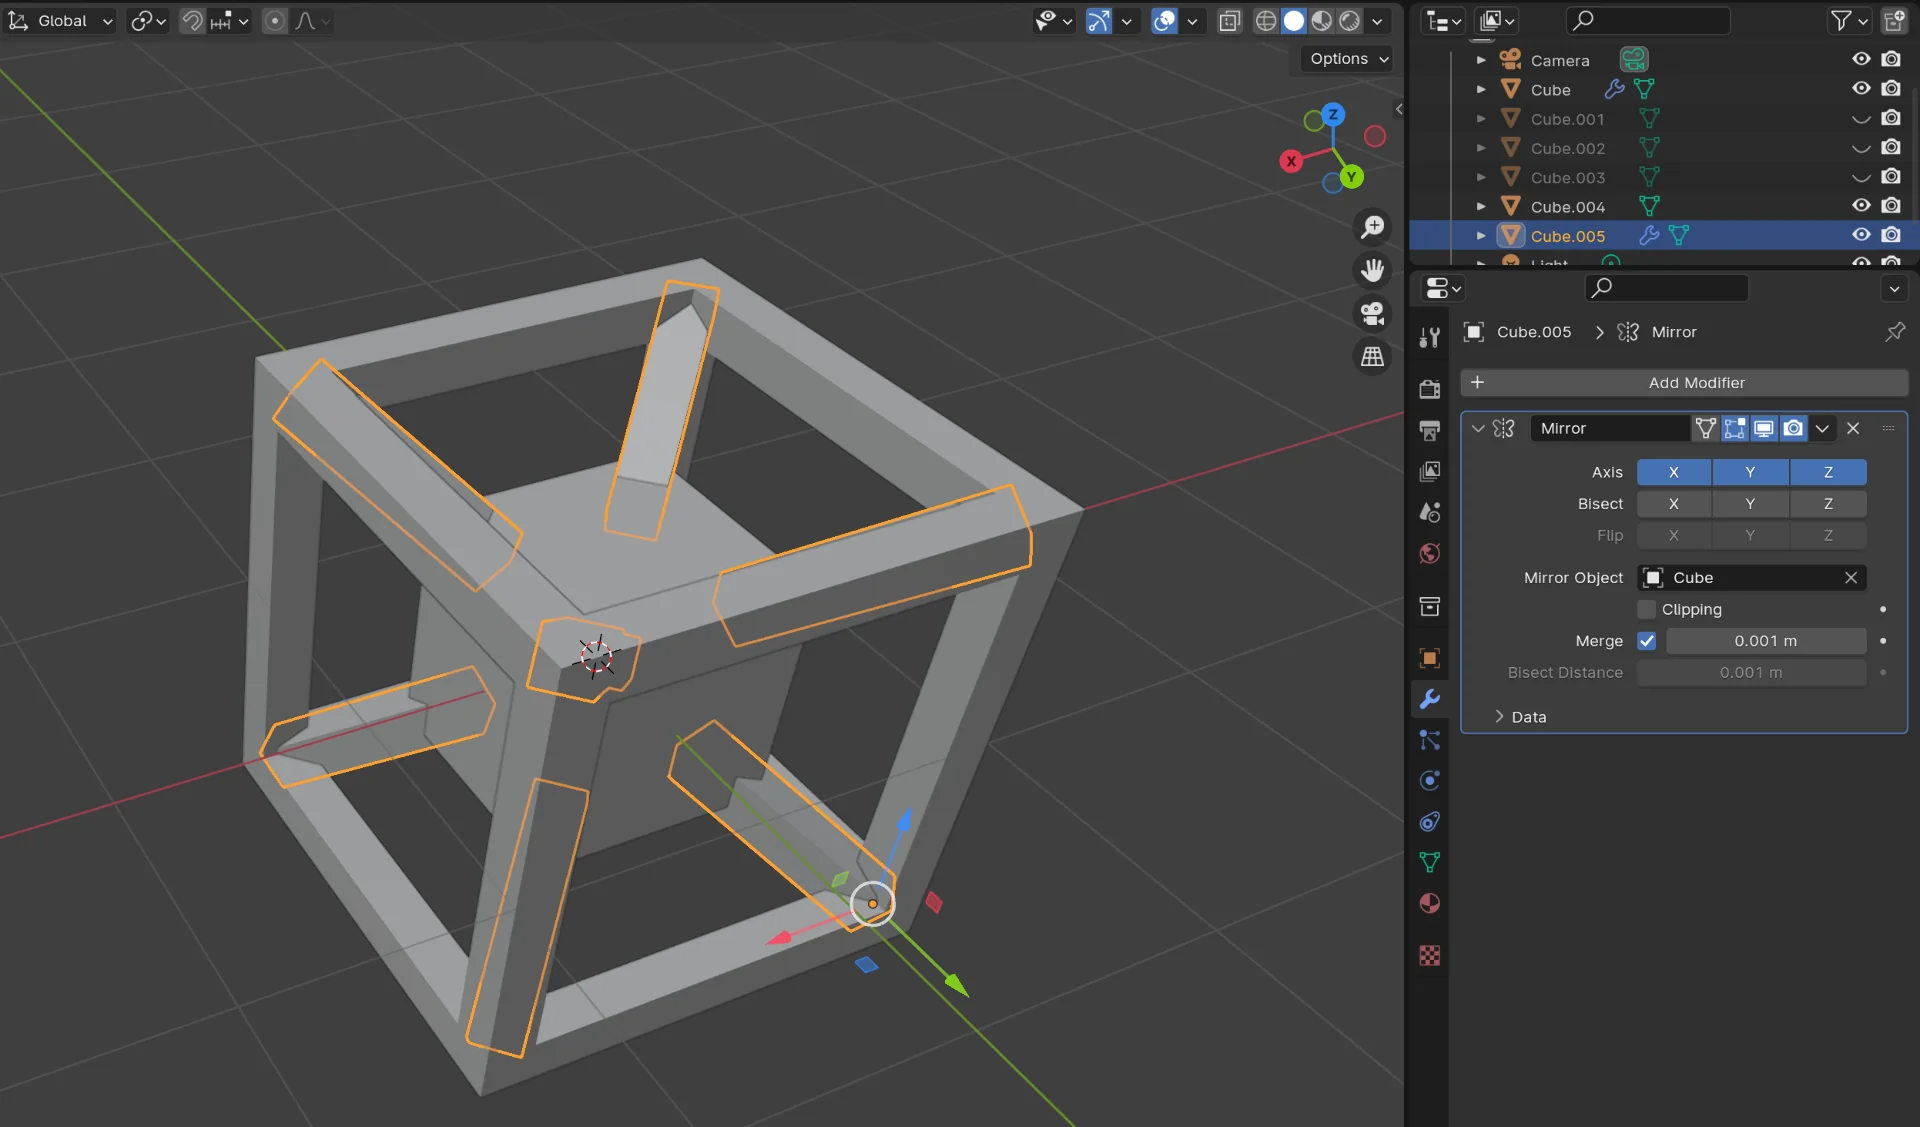 Global
Options
Z
X
Y
Camera
Cube
Cube.001
Cube.002
Cube.003
Cube.004
Cube.005
Light
Cube.005 > Mirror
+ Add Modifier
Mirror
Axis X Y Z
Bisect X Y Z
Flip X Y Z
Mirror Object Cube
Clipping
Merge 0.001 m
Bisect Distance 0.001 m
Data